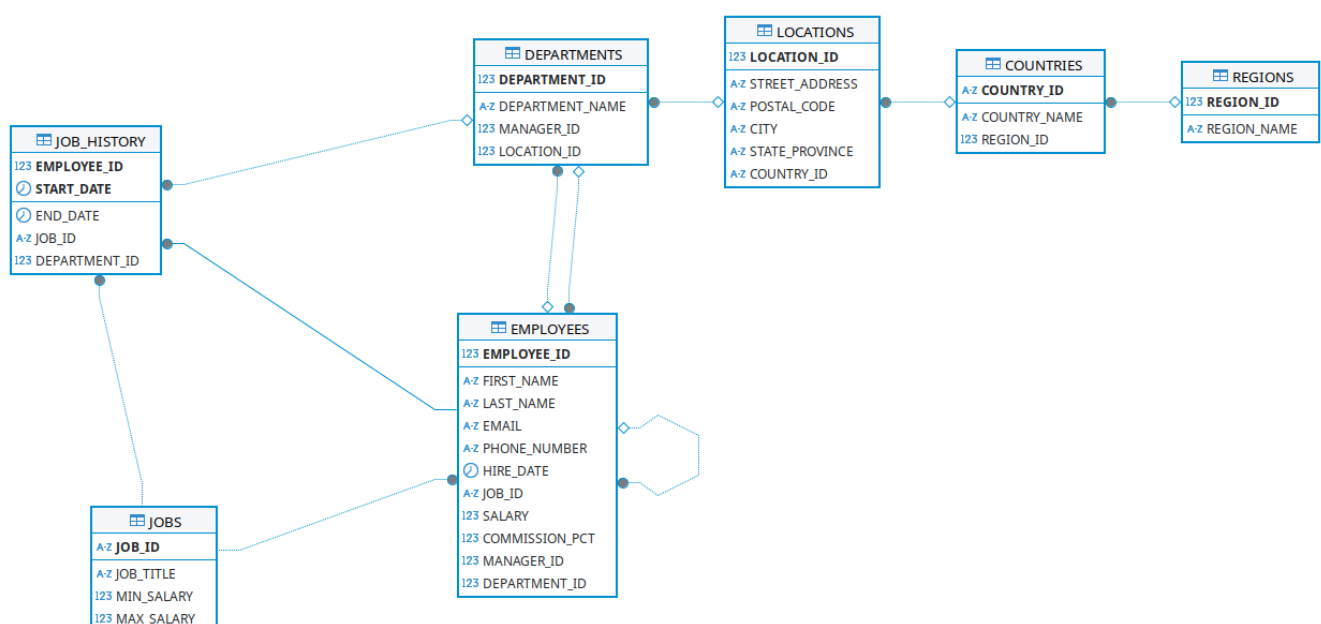 DEPARTMENTS
123 DEPARTMENT_ID
A-Z DEPARTMENT_NAME
123 MANAGER_ID
123 LOCATION_ID
LOCATIONS
123 LOCATION_ID
A-Z STREET_ADDRESS
A-Z POSTAL_CODE
A-Z CITY
A-Z STATE_PROVINCE
A-Z COUNTRY_ID
COUNTRIES
A-Z COUNTRY_ID
A-Z COUNTRY_NAME
123 REGION_ID
REGIONS
123 REGION_ID
A-Z REGION_NAME
JOB_HISTORY
123 EMPLOYEE_ID
START_DATE
END_DATE
A-Z JOB_ID
123 DEPARTMENT_ID
EMPLOYEES
123 EMPLOYEE_ID
A-Z FIRST_NAME
A-Z LAST_NAME
A-Z EMAIL
A-Z PHONE_NUMBER
HIRE_DATE
A-Z JOB_ID
123 SALARY
123 COMMISSION_PCT
123 MANAGER_ID
123 DEPARTMENT_ID
JOBS
A-Z JOB_ID
A-Z JOB_TITLE
123 MIN_SALARY
123 MAX_SALARY